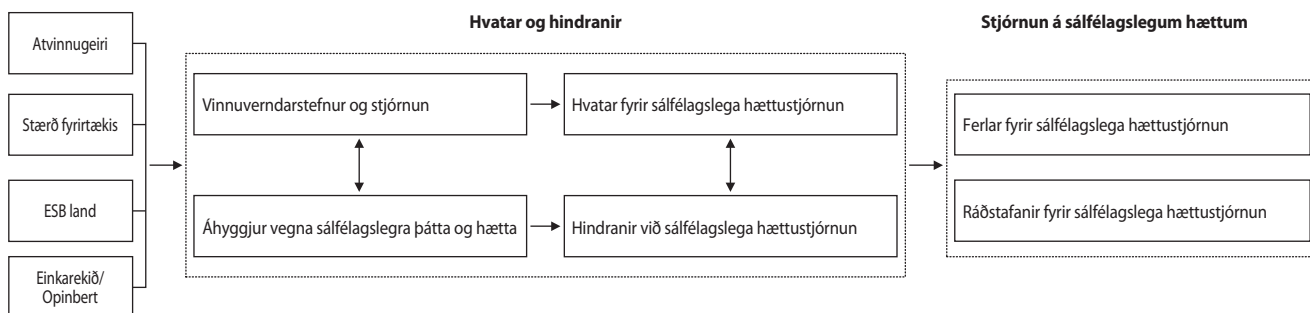 Hvatar og hindranir
Stjórnun á sálfélagslegum hættum
Atvinnugeiri
Stærð fyrirtækis
ESB land
Einkarekið/
Opinbert
Vinnuverndarstefnur og stjórnun
Hvatar fyrir sálfélagslega hættustjórnun
Áhyggjur vegna sálfélagslegra þátta og hætta
Hindranir við sálfélagslega hættustjórnun
Ferlar fyrir sálfélagslega hættustjórnun
Ráðstafanir fyrir sálfélagslega hættustjórnun